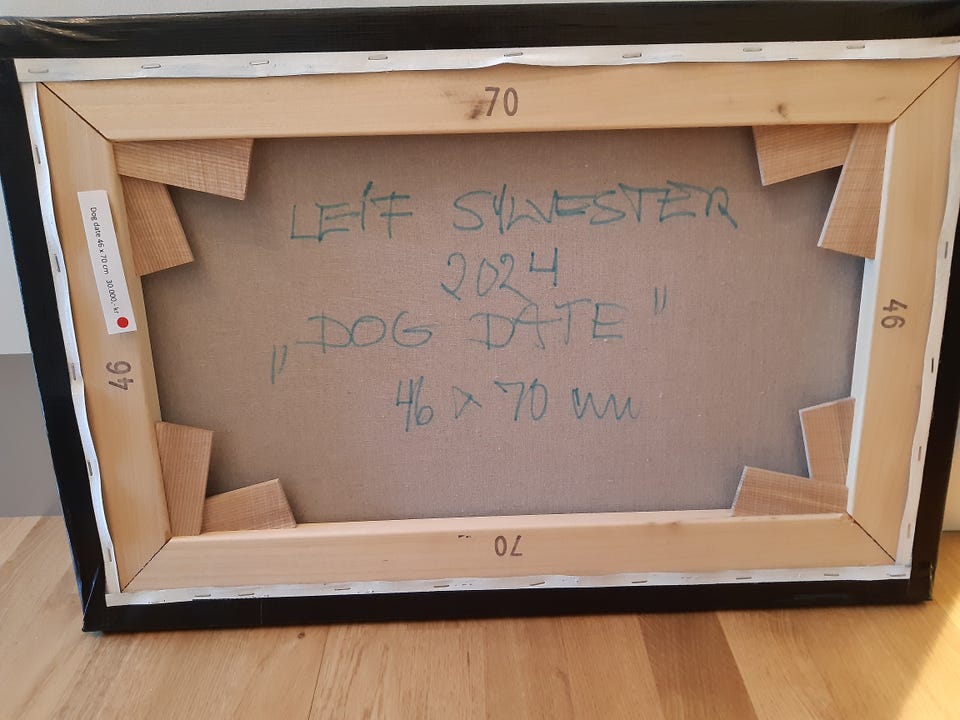 70
LEIF SYLVESTER
2024
„DOG DATE"
46 x 70 cm
Dog date 46 x 70 cm 30.000,- kr
46
46
70